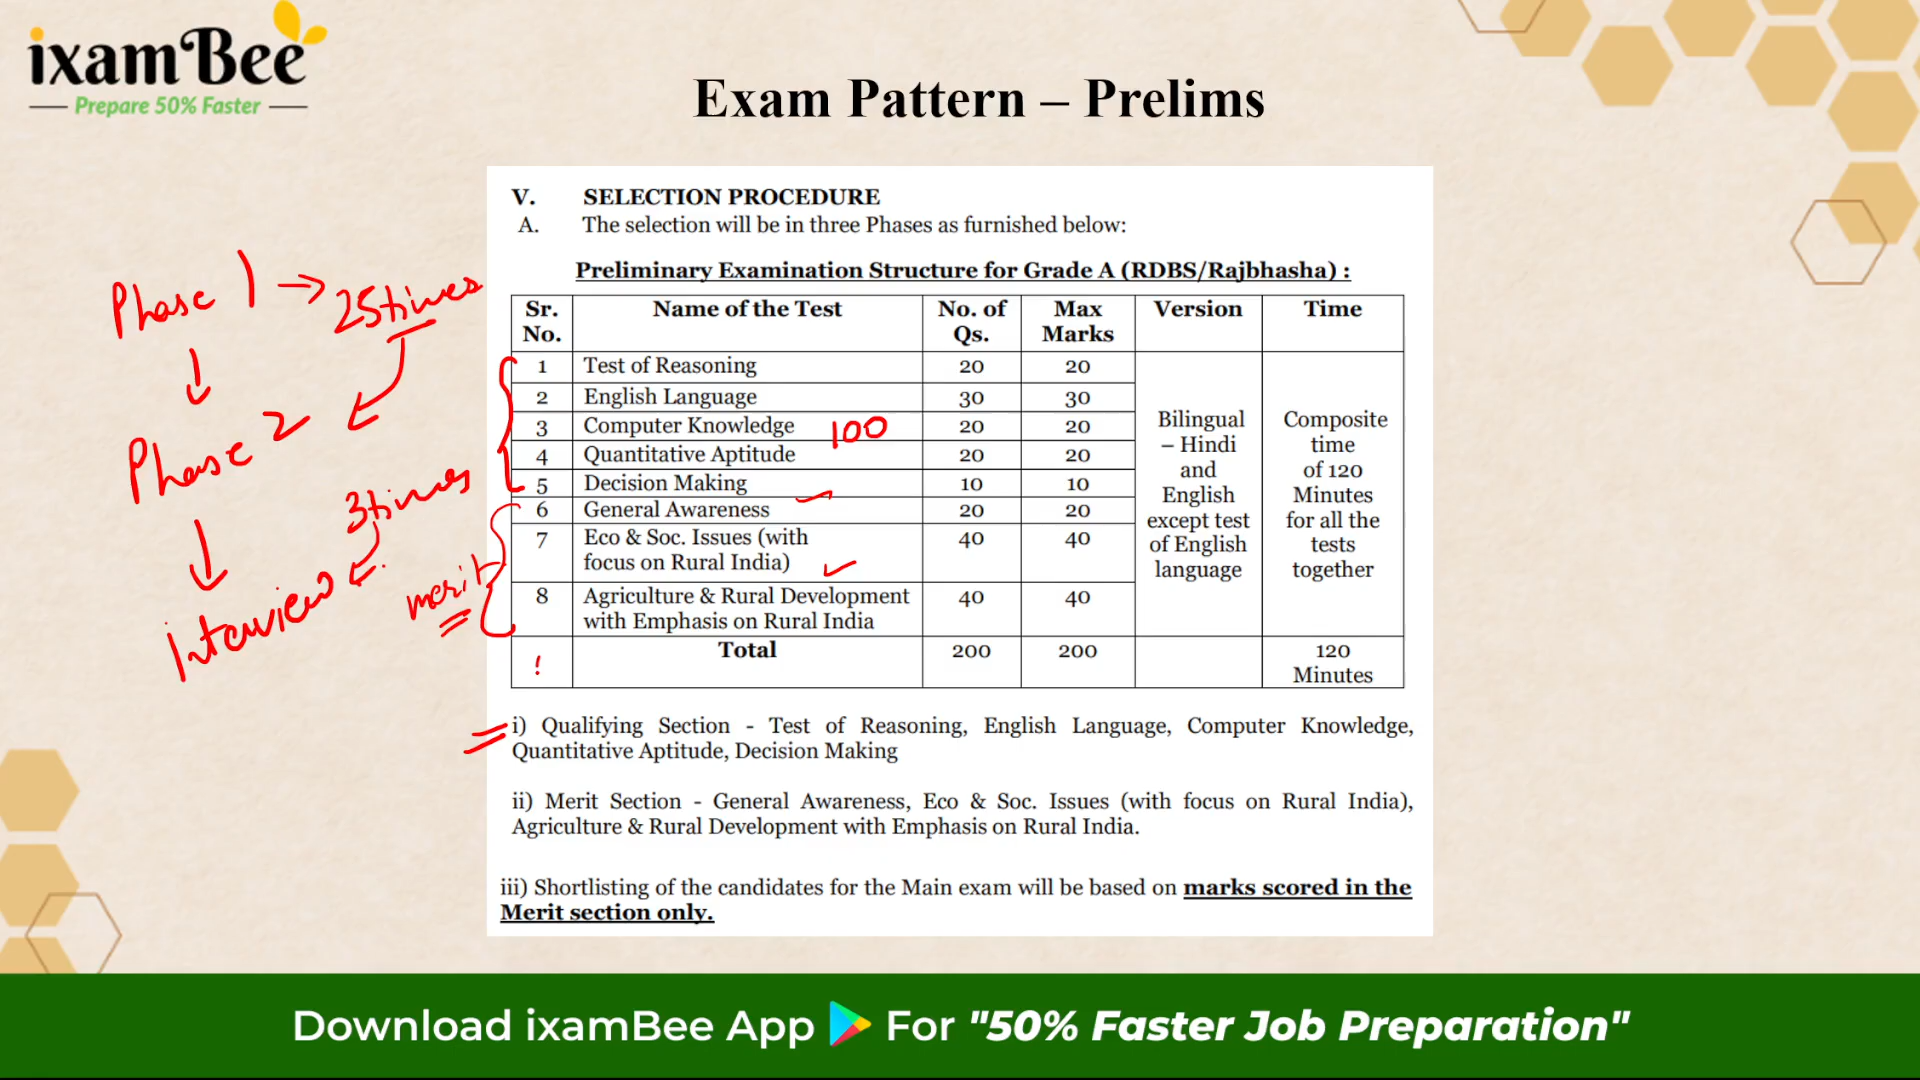 ixamBee
Prepare 50% Faster
Exam Pattern – Prelims
V. SELECTION PROCEDURE
A. The selection will be in three Phases as furnished below:
Preliminary Examination Structure for Grade A (RDBS/Rajbhasha) :
Sr. No. Name of the Test No. of Qs. Max Marks Version Time
1 Test of Reasoning 20 20
2 English Language 30 30
3 Computer Knowledge 20 20
100
4 Quantitative Aptitude 20 20
5 Decision Making 10 10
6 General Awareness 20 20
7 Eco & Soc. Issues (with focus on Rural India) 40 40
8 Agriculture & Rural Development with Emphasis on Rural India 40 40
Bilingual
– Hindi
and
English
except test
of English
language
Composite
time
of 120
Minutes
for all the
tests
together
Total 200 200 120 Minutes
!
i) Qualifying Section - Test of Reasoning, English Language, Computer Knowledge,
Quantitative Aptitude, Decision Making
ii) Merit Section - General Awareness, Eco & Soc. Issues (with focus on Rural India),
Agriculture & Rural Development with Emphasis on Rural India.
iii) Shortlisting of the candidates for the Main exam will be based on marks scored in the
Merit section only.
Phase 1 → 25times
Phase 2
3times
Interview
merit
Download ixamBee App For "50% Faster Job Preparation"